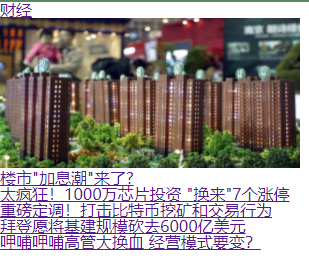 财经
楼市"加息潮"来了?
太疯狂！1000万芯片投资 "换来"7个涨停
重磅定调！打击比特币挖矿和交易行为
拜登愿将基建规模砍去6000亿美元
呷哺呷哺高管大换血 经营模式要变？